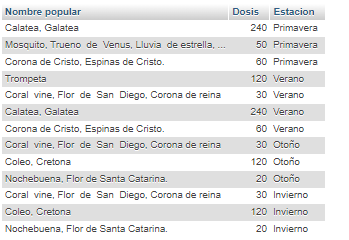 Nombre popular Dosis Estacion
Calatea, Galatea 240 Primavera
Mosquito, Trueno de Venus, Lluvia de estrella, ... 50 Primavera
Corona de Cristo, Espinas de Cristo. 60 Primavera
Trompeta 120 Verano
Coral vine, Flor de San Diego, Corona de reina 30 Verano
Calatea, Galatea 240 Verano
Corona de Cristo, Espinas de Cristo. 60 Verano
Coral vine, Flor de San Diego, Corona de reina 30 Otoño
Coleo, Cretona 120 Otoño
Nochebuena, Flor de Santa Catarina. 20 Otoño
Coral vine, Flor de San Diego, Corona de reina 30 Invierno
Coleo, Cretona 120 Invierno
Nochebuena, Flor de Santa Catarina. 20 Invierno